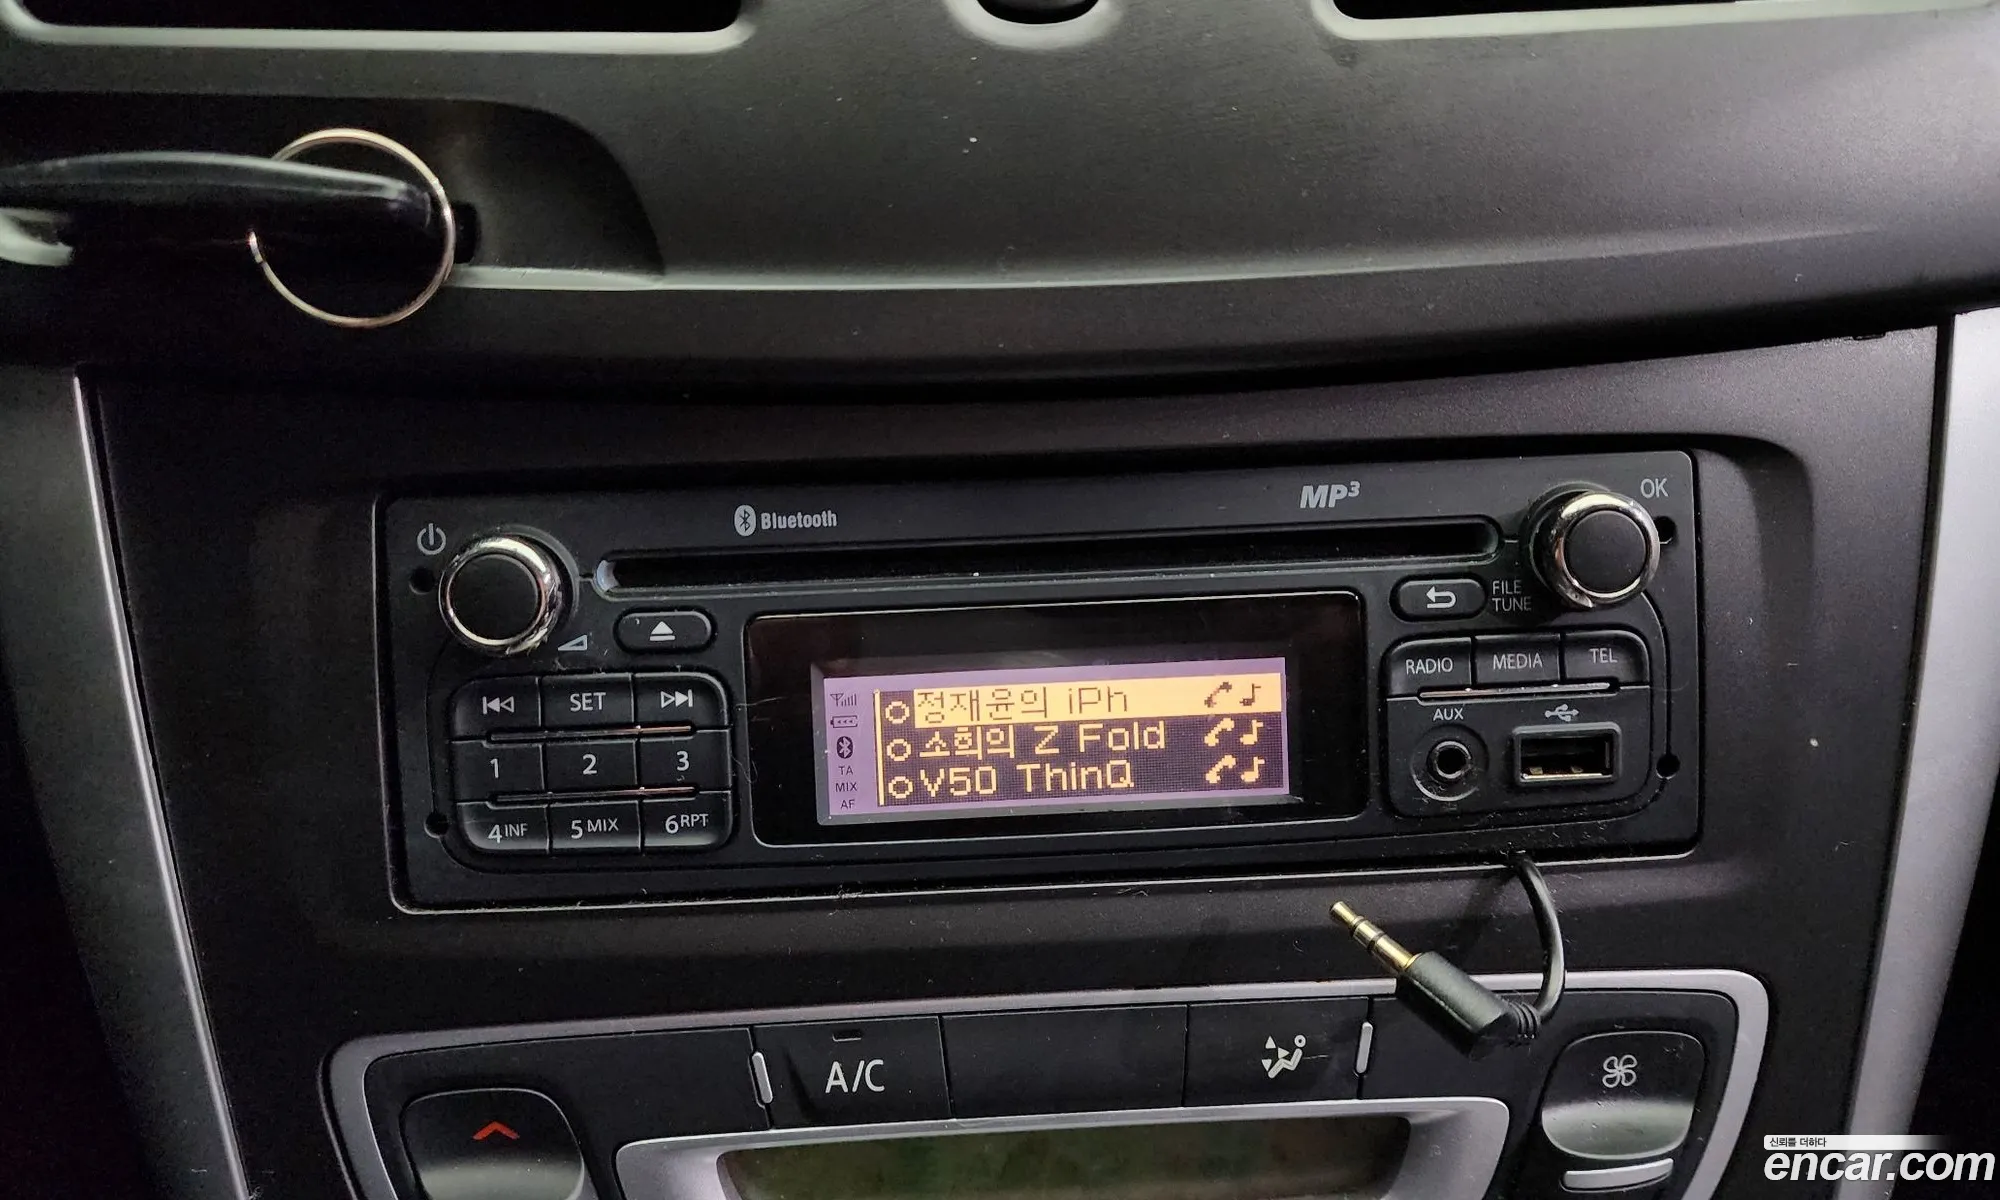 Bluetooth
MP3
OK
FILE
TUNE
RADIO
MEDIA
TEL
AUX
SET
1
2
3
4 INF
5 MIX
6 RPT
TA
MIX
AF
정재윤의 iPh
소희의 Z Fold
V50 ThinQ
A/C
신뢰를 더하다
encar.com